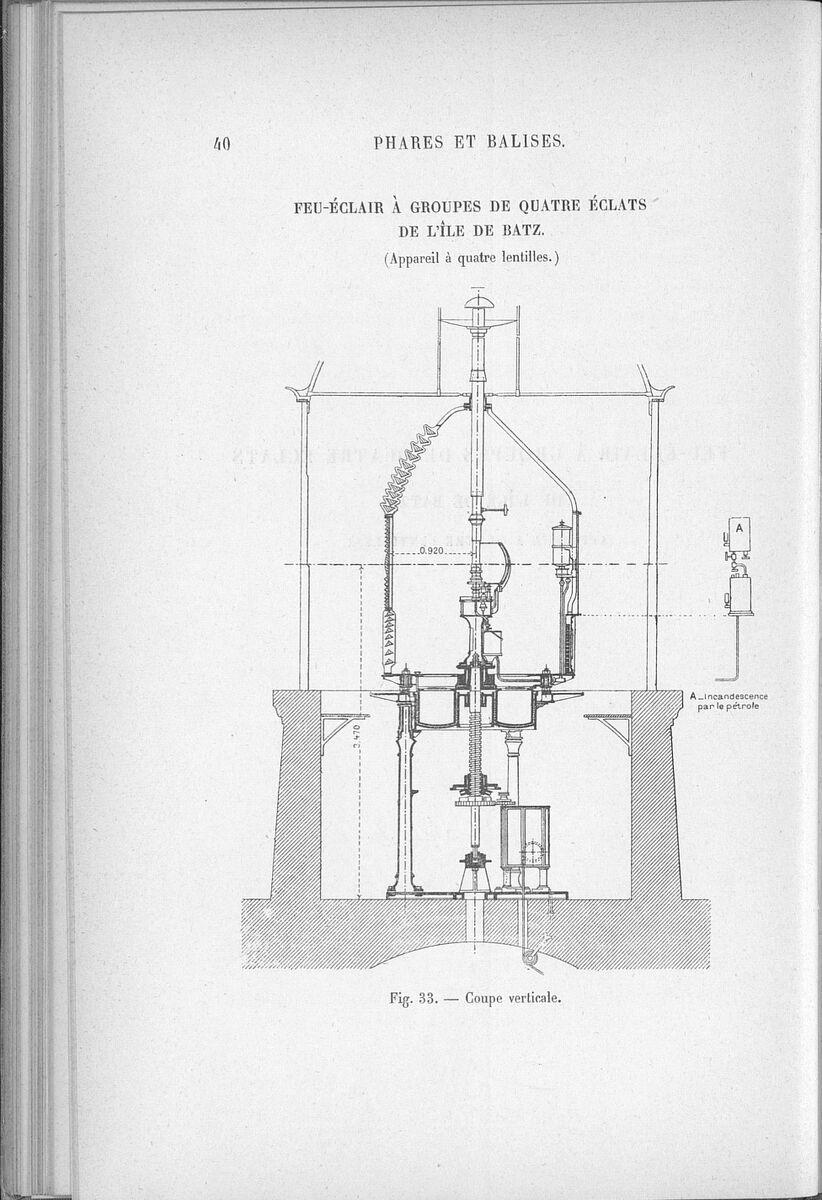 40
PHARES ET BALISES.
FEU-ÉCLAIR À GROUPES DE QUATRE ÉCLATS
DE L'ÎLE DE BATZ.
(Appareil à quatre lentilles.)
A
0,920
A_Incandescence
par le pétrole
3,470
Fig. 33. — Coupe verticale.